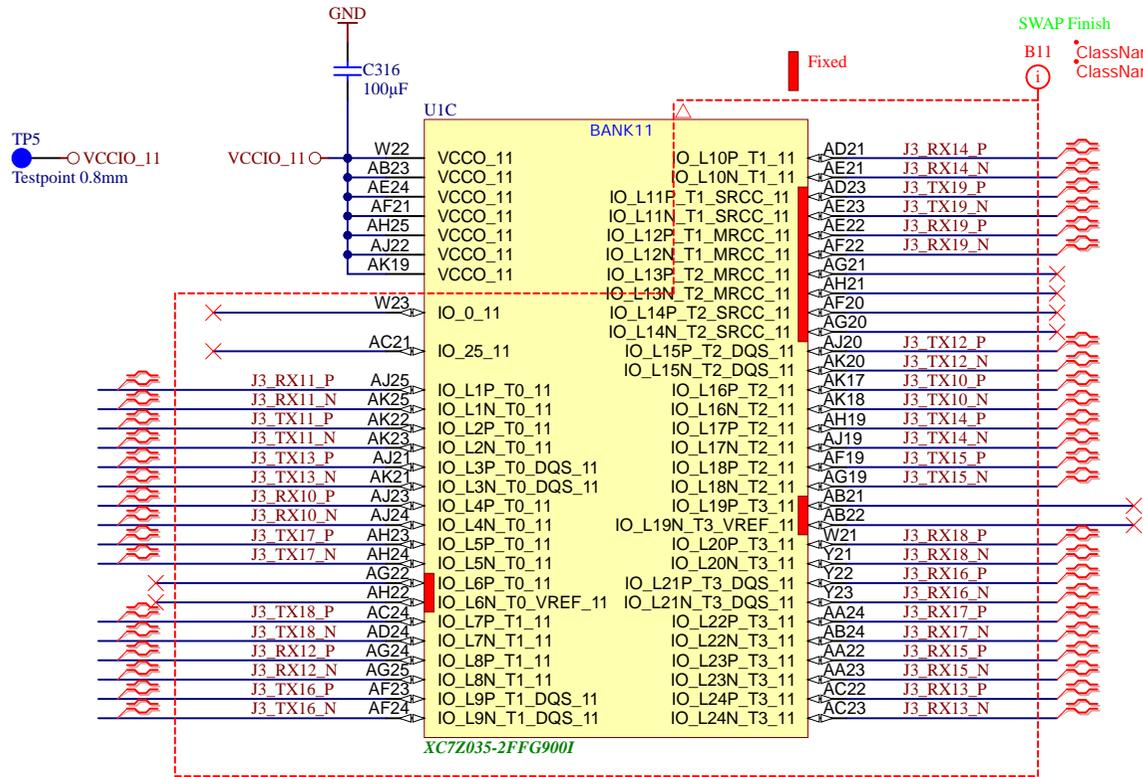 GND
SWAP Finish
B11
i
ClassNar
ClassNar
Fixed
C316
100µF
U1C
BANK11
TP5
VCCIO_11
Testpoint 0.8mm
VCCIO_11
W22 VCCO_11
AB23 VCCO_11
AE24 VCCO_11
AF21 VCCO_11
AH25 VCCO_11
AJ22 VCCO_11
AK19 VCCO_11
W23 IO_0_11
AC21 IO_25_11
J3_RX11_P AJ25 IO_L1P_T0_11
J3_RX11_N AK25 IO_L1N_T0_11
J3_TX11_P AK22 IO_L2P_T0_11
J3_TX11_N AK23 IO_L2N_T0_11
J3_TX13_P AJ21 IO_L3P_T0_DQS_11
J3_TX13_N AK21 IO_L3N_T0_DQS_11
J3_RX10_P AJ23 IO_L4P_T0_11
J3_RX10_N AJ24 IO_L4N_T0_11
J3_TX17_P AH23 IO_L5P_T0_11
J3_TX17_N AH24 IO_L5N_T0_11
AG22 IO_L6P_T0_11
AH22 IO_L6N_T0_VREF_11
J3_TX18_P AC24 IO_L7P_T1_11
J3_TX18_N AD24 IO_L7N_T1_11
J3_RX12_P AG24 IO_L8P_T1_11
J3_RX12_N AG25 IO_L8N_T1_11
J3_TX16_P AF23 IO_L9P_T1_DQS_11
J3_TX16_N AF24 IO_L9N_T1_DQS_11
IO_L10P_T1_11 AD21 J3_RX14_P
IO_L10N_T1_11 AE21 J3_RX14_N
IO_L11P_T1_SRCC_11 AD23 J3_TX19_P
IO_L11N_T1_SRCC_11 AE23 J3_TX19_N
IO_L12P_T1_MRCC_11 AE22 J3_RX19_P
IO_L12N_T1_MRCC_11 AF22 J3_RX19_N
IO_L13P_T2_MRCC_11 AG21
IO_L13N_T2_MRCC_11 AH21
IO_L14P_T2_SRCC_11 AF20
IO_L14N_T2_SRCC_11 AG20
IO_L15P_T2_DQS_11 AJ20 J3_TX12_P
IO_L15N_T2_DQS_11 AK20 J3_TX12_N
IO_L16P_T2_11 AK17 J3_TX10_P
IO_L16N_T2_11 AK18 J3_TX10_N
IO_L17P_T2_11 AH19 J3_TX14_P
IO_L17N_T2_11 AJ19 J3_TX14_N
IO_L18P_T2_11 AF19 J3_TX15_P
IO_L18N_T2_11 AG19 J3_TX15_N
IO_L19P_T3_11 AB21
IO_L19N_T3_VREF_11 AB22
IO_L20P_T3_11 W21 J3_RX18_P
IO_L20N_T3_11 Y21 J3_RX18_N
IO_L21P_T3_DQS_11 Y22 J3_RX16_P
IO_L21N_T3_DQS_11 Y23 J3_RX16_N
IO_L22P_T3_11 AA24 J3_RX17_P
IO_L22N_T3_11 AB24 J3_RX17_N
IO_L23P_T3_11 AA22 J3_RX15_P
IO_L23N_T3_11 AA23 J3_RX15_N
IO_L24P_T3_11 AC22 J3_RX13_P
IO_L24N_T3_11 AC23 J3_RX13_N
XC7Z035-2FFG900I